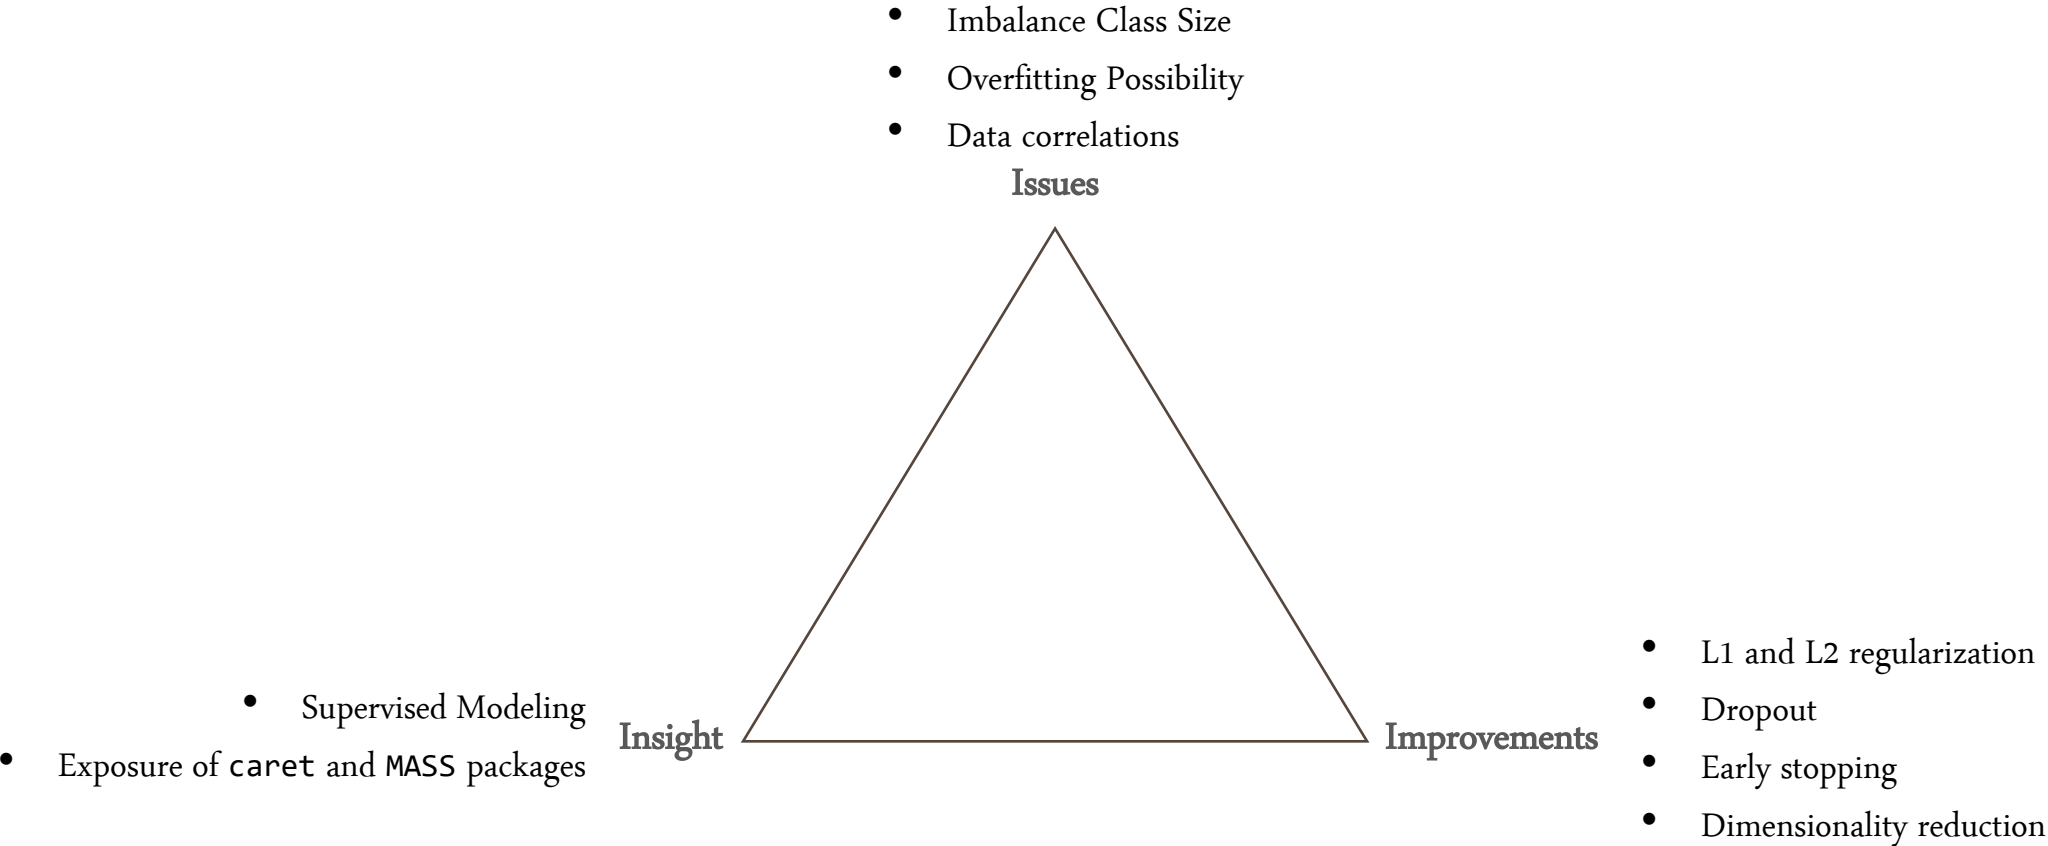 • Imbalance Class Size
• Overfitting Possibility
• Data correlations
Issues
• Supervised Modeling
• Exposure of caret and MASS packages
Insight
Improvements
• L1 and L2 regularization
• Dropout
• Early stopping
• Dimensionality reduction